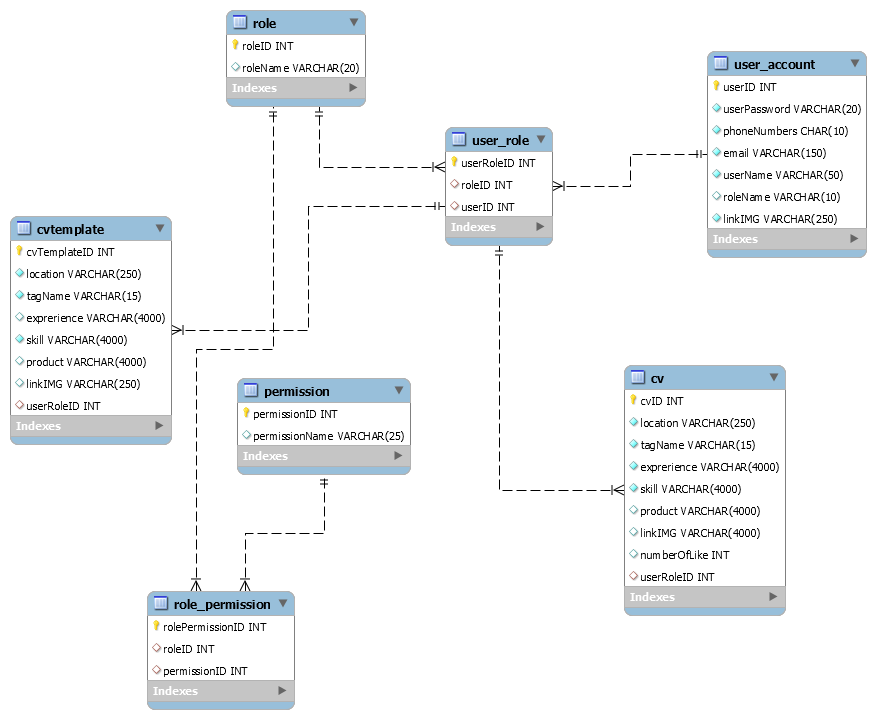 role
roleID INT
roleName VARCHAR(20)
Indexes
user_account
userID INT
userPassword VARCHAR(20)
phoneNumbers CHAR(10)
email VARCHAR(150)
userName VARCHAR(50)
roleName VARCHAR(10)
linkIMG VARCHAR(250)
Indexes
user_role
userRoleID INT
roleID INT
userID INT
Indexes
cvtemplate
cvTemplateID INT
location VARCHAR(250)
tagName VARCHAR(15)
exprerience VARCHAR(4000)
skill VARCHAR(4000)
product VARCHAR(4000)
linkIMG VARCHAR(250)
userRoleID INT
Indexes
permission
permissionID INT
permissionName VARCHAR(25)
Indexes
cv
cvID INT
location VARCHAR(250)
tagName VARCHAR(15)
exprerience VARCHAR(4000)
skill VARCHAR(4000)
product VARCHAR(4000)
linkIMG VARCHAR(4000)
numberOfLike INT
userRoleID INT
Indexes
role_permission
rolePermissionID INT
roleID INT
permissionID INT
Indexes